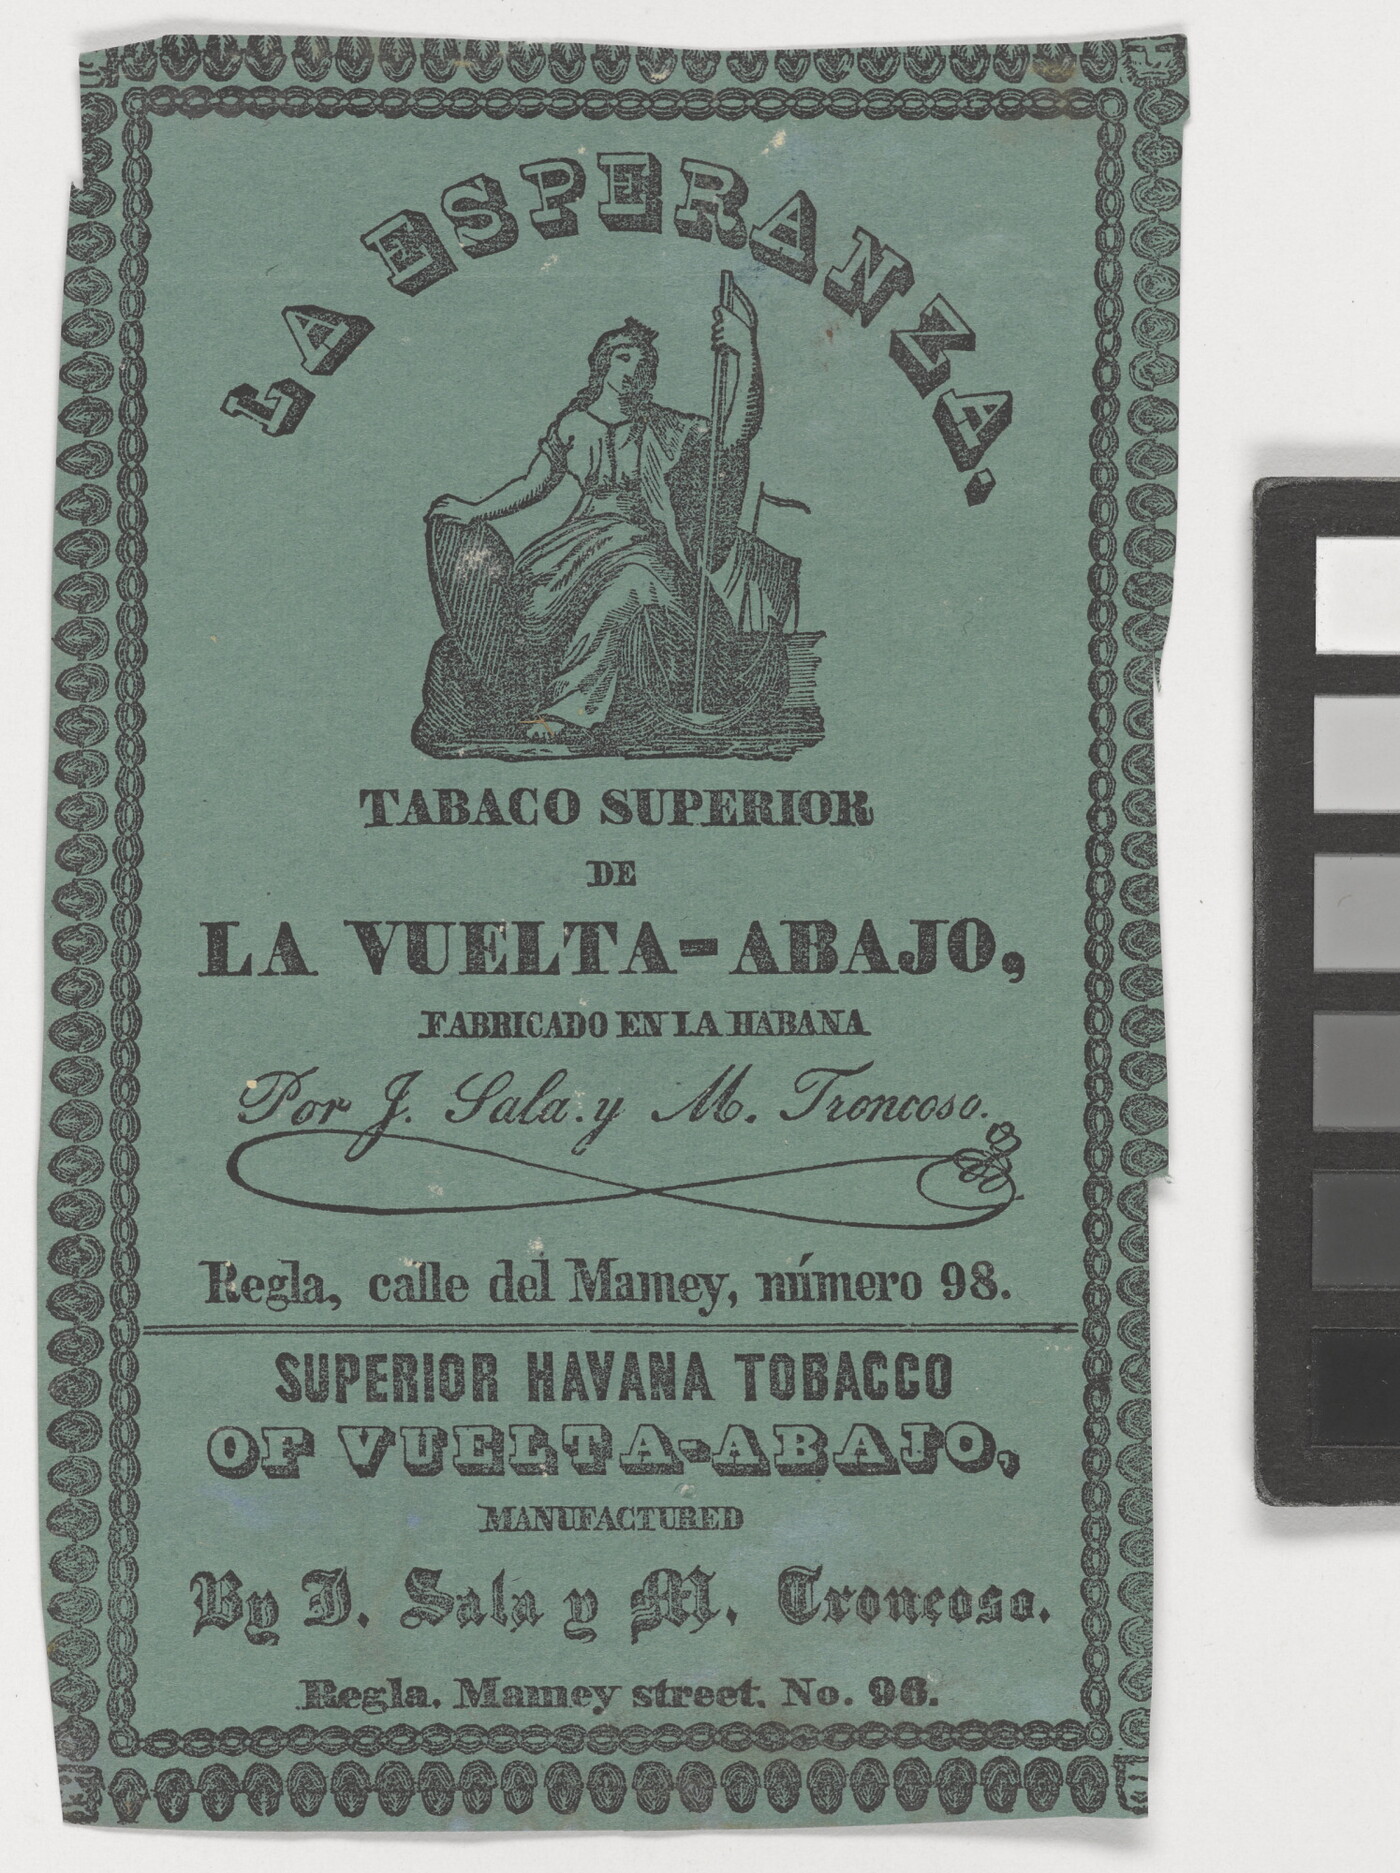 LA ESPERANZA.
TABACO SUPERIOR
DE
LA VUELTA-ABAJO,
FABRICADO EN LA HABANA
Por J. Sala y M. Troncoso.
Regla, calle del Mamey, número 98.
SUPERIOR HAVANA TOBACCO
OF VUELTA-ABAJO,
MANUFACTURED
By J. Sala y M. Troncoso.
Regla. Mamey street. No. 96.